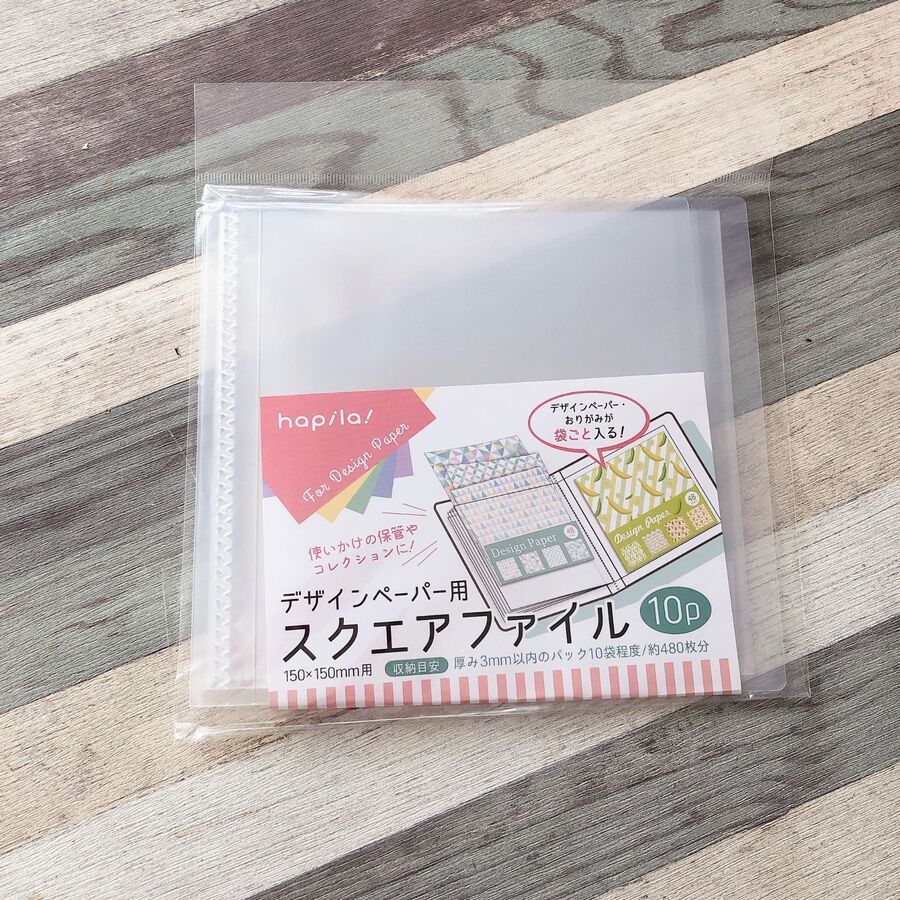 hapila!
For Design Paper
デザインペーパー・
おりがみが
袋ごと入る!
Design Paper
48
Design Paper
48
使いかけの保管や
コレクションに!
デザインペーパー用
スクエアファイル
10p
150×150mm用
収納目安
厚み3mm以内のパック10袋程度/約480枚分